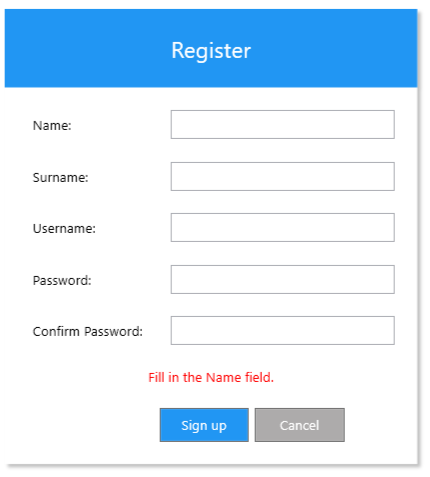 Register
Name:
Surname:
Username:
Password:
Confirm Password:
Fill in the Name field.
Sign up Cancel